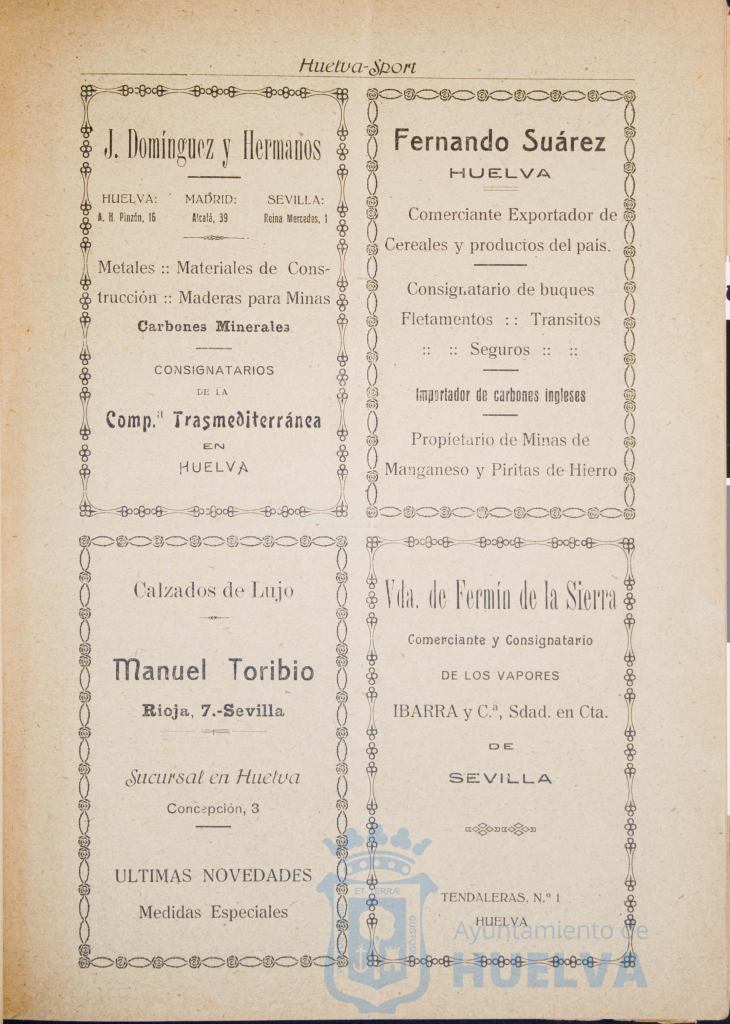 Huelva-Sport
J. Domínguez y Hermanos
HUELVA: MADRID: SEVILLA:
A. H. Pinzón, 16 Alcalá, 39 Reina Mercedes, 1
Metales :: Materiales de Cons-
trucción :: Maderas para Minas
Carbones Minerales
CONSIGNATARIOS
DE LA
Comp.ª Trasmediterránea
EN
HUELVA
Fernando Suárez
HUELVA
Comerciante Exportador de
Cereales y productos del país.
Consignatario de buques
Fletamentos :: Transitos
:: :: Seguros :: ::
Importador de carbones ingleses
Propietario de Minas de
Manganeso y Piritas de Hierro
Calzados de Lujo
Manuel Toribio
Rioja, 7.-Sevilla
Sucursal en Huelva
Concepción, 3
ULTIMAS NOVEDADES
Medidas Especiales
Vda. de Fermín de la Sierra
Comerciante y Consignatario
DE LOS VAPORES
IBARRA y C.ª, Sdad. en Cta.
DE
SEVILLA
TENDALERAS, N.º 1
HUELVA
Ayuntamiento de
HUELVA